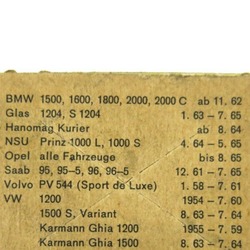 BMW 1500, 1600, 1800, 2000, 2000 C ab 11. 62
Glas 1204, S 1204 1. 63 - 7.65
Hanomag Kurier ab 8. 64
NSU Prinz 1000 L, 1000 S 4. 64 - 5.65
Opel alle Fahrzeuge bis 8. 65
Saab 95, 95-5, 96, 96-5 12. 61 - 7.65
Volvo PV 544 (Sport de Luxe) 1. 58 - 7.61
VW 1200 1954 - 7.60
1500 S, Variant 8. 63 - 7.64
Karmann Ghia 1200 1955 - 7.59
Karmann Ghia 1500 8. 63 - 7.64